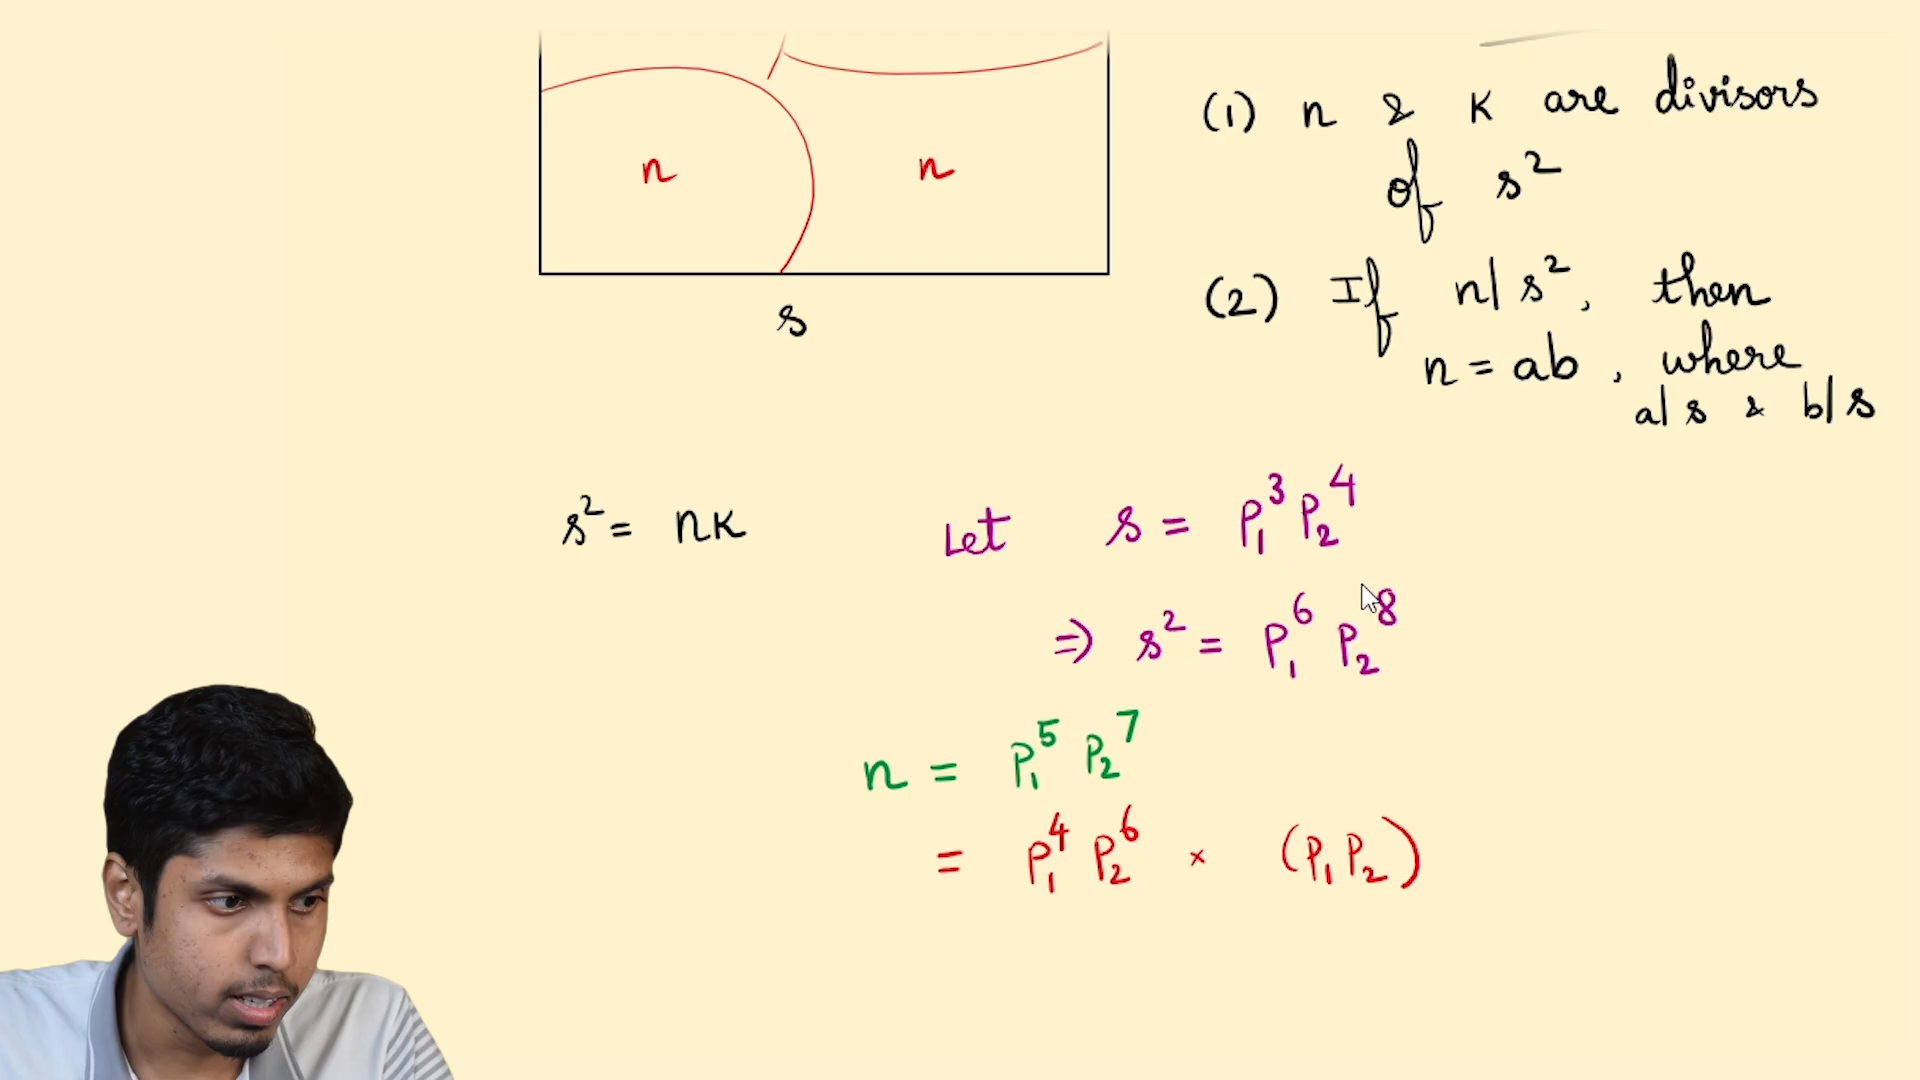 n n
s
(1) n & K are divisors
of s²
(2) If n| s², then
n = ab, where
a| s & b| s
s² = nK
Let s = P₁³ P₂⁴
⇒ s² = P₁⁶ P₂⁸
n = P₁⁵ P₂⁷
= P₁⁴ P₂⁶ × (P₁ P₂)